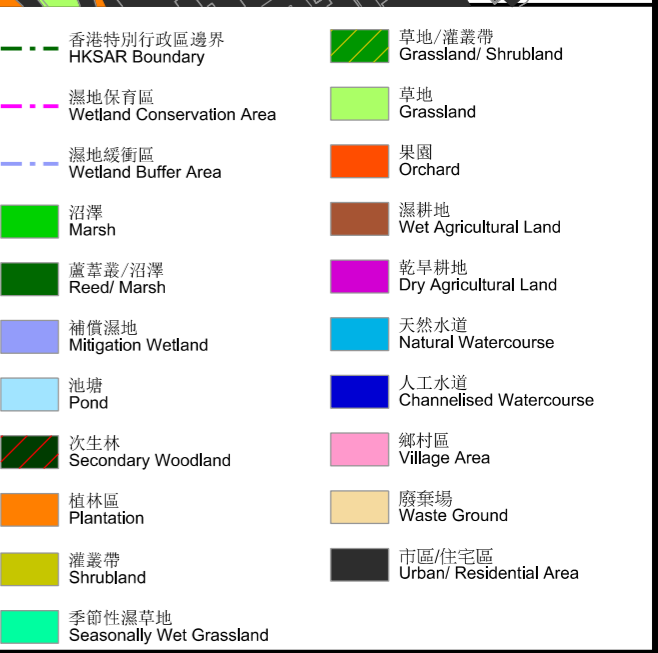 香港特別行政區邊界
HKSAR Boundary
濕地保育區
Wetland Conservation Area
濕地緩衝區
Wetland Buffer Area
沼澤
Marsh
蘆葦叢/沼澤
Reed/ Marsh
補償濕地
Mitigation Wetland
池塘
Pond
次生林
Secondary Woodland
植林區
Plantation
灌叢帶
Shrubland
季節性濕草地
Seasonally Wet Grassland
草地/灌叢帶
Grassland/ Shrubland
草地
Grassland
果園
Orchard
濕耕地
Wet Agricultural Land
乾旱耕地
Dry Agricultural Land
天然水道
Natural Watercourse
人工水道
Channelised Watercourse
鄉村區
Village Area
廢棄場
Waste Ground
市區/住宅區
Urban/ Residential Area